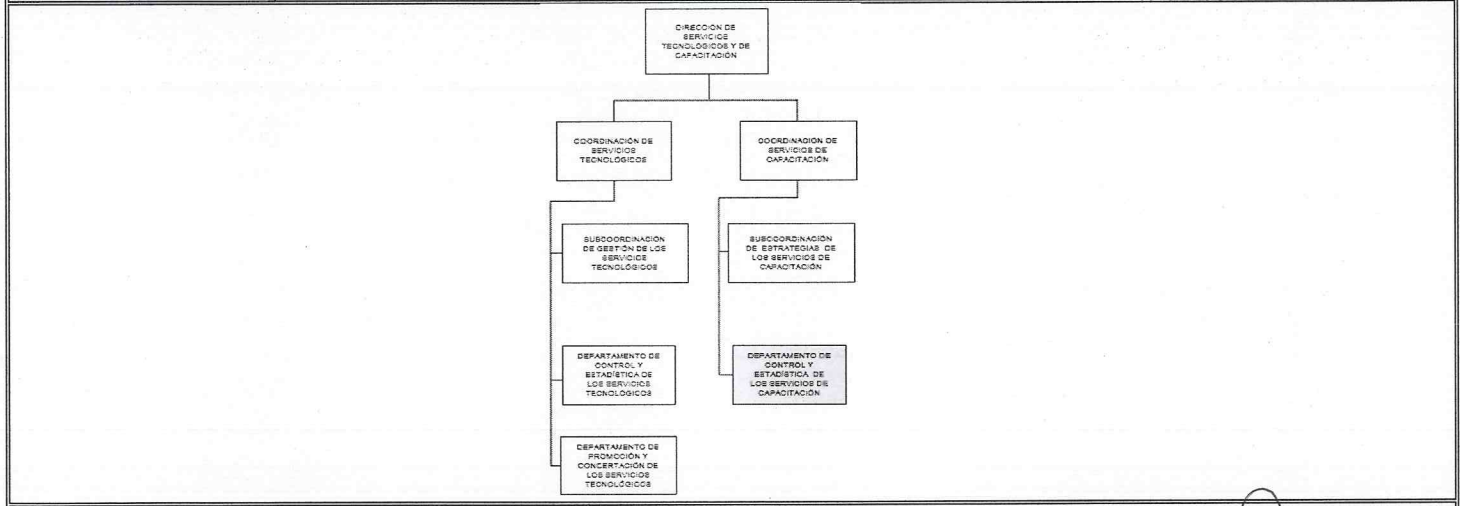 DIRECCIÓN DE
SERVICIOS
TECNOLÓGICOS Y DE
CAPACITACIÓN
COORDINACIÓN DE
SERVICIOS
TECNOLÓGICOS
COORDINACIÓN DE
SERVICIOS DE
CAPACITACIÓN
SUBCOORDINACIÓN
DE GESTIÓN DE LOS
SERVICIOS
TECNOLÓGICOS
SUBCOORDINACIÓN
DE ESTRATEGIAS DE
LOS SERVICIOS DE
CAPACITACIÓN
DEPARTAMENTO DE
CONTROL Y
ESTADÍSTICA DE
LOS SERVICIOS
TECNOLÓGICOS
DEPARTAMENTO DE
CONTROL Y
ESTADÍSTICA DE
LOS SERVICIOS DE
CAPACITACIÓN
DEPARTAMENTO DE
PROMOCIÓN Y
CONCERTACIÓN DE
LOS SERVICIOS
TECNOLÓGICOS